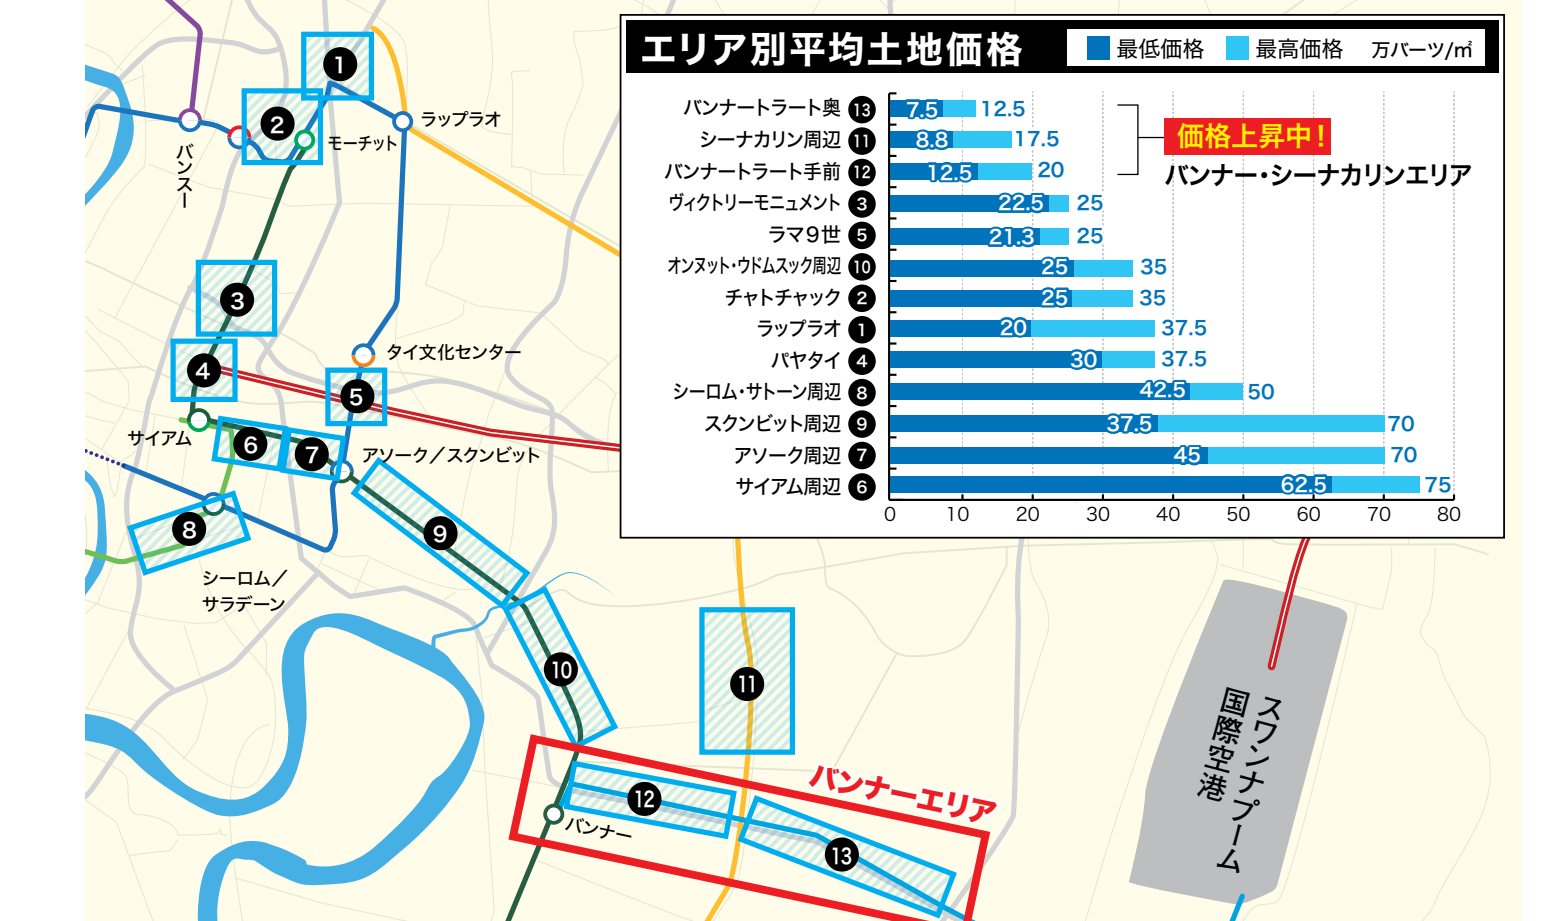 エリア別平均土地価格
最低価格 最高価格 万バーツ/㎡
バンナートラート奥 13 7.5 12.5
シーナカリン周辺 11 8.8 17.5
バンナートラート手前 12 12.5 20
ヴィクトリーモニュメント 3 22.5 25
ラマ9世 5 21.3 25
オンヌット・ウドムスック周辺 10 25 35
チャトチャック 2 25 35
ラップラオ 1 20 37.5
パヤタイ 4 30 37.5
シーロム・サトーン周辺 8 42.5 50
スクンビット周辺 9 37.5 70
アソーク周辺 7 45 70
サイアム周辺 6 62.5 75
0 10 20 30 40 50 60 70 80
価格上昇中!
バンナー・シーナカリンエリア
1
2
ラップラオ
モーチット
バンスー
3
4
タイ文化センター
5
サイアム
6
7
アソーク/スクンビット
8
9
シーロム/
サラデーン
10
11
バンナーエリア
12
バンナー
13
スワンナプーム
国際空港